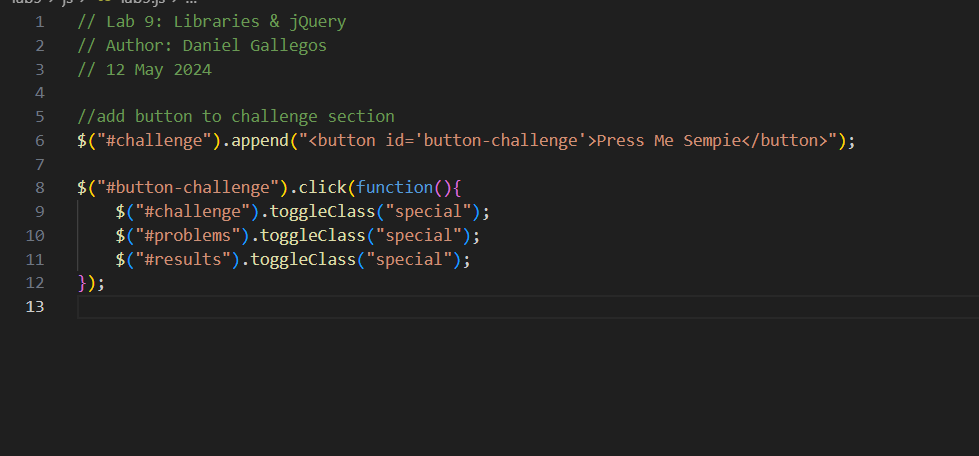 1 // Lab 9: Libraries & jQuery
2 // Author: Daniel Gallegos
3 // 12 May 2024
4
5 //add button to challenge section
6 $("#challenge").append("<button id='button-challenge'>Press Me Sempie</button>");
7
8 $("#button-challenge").click(function(){
9     $("#challenge").toggleClass("special");
10     $("#problems").toggleClass("special");
11     $("#results").toggleClass("special");
12 });
13